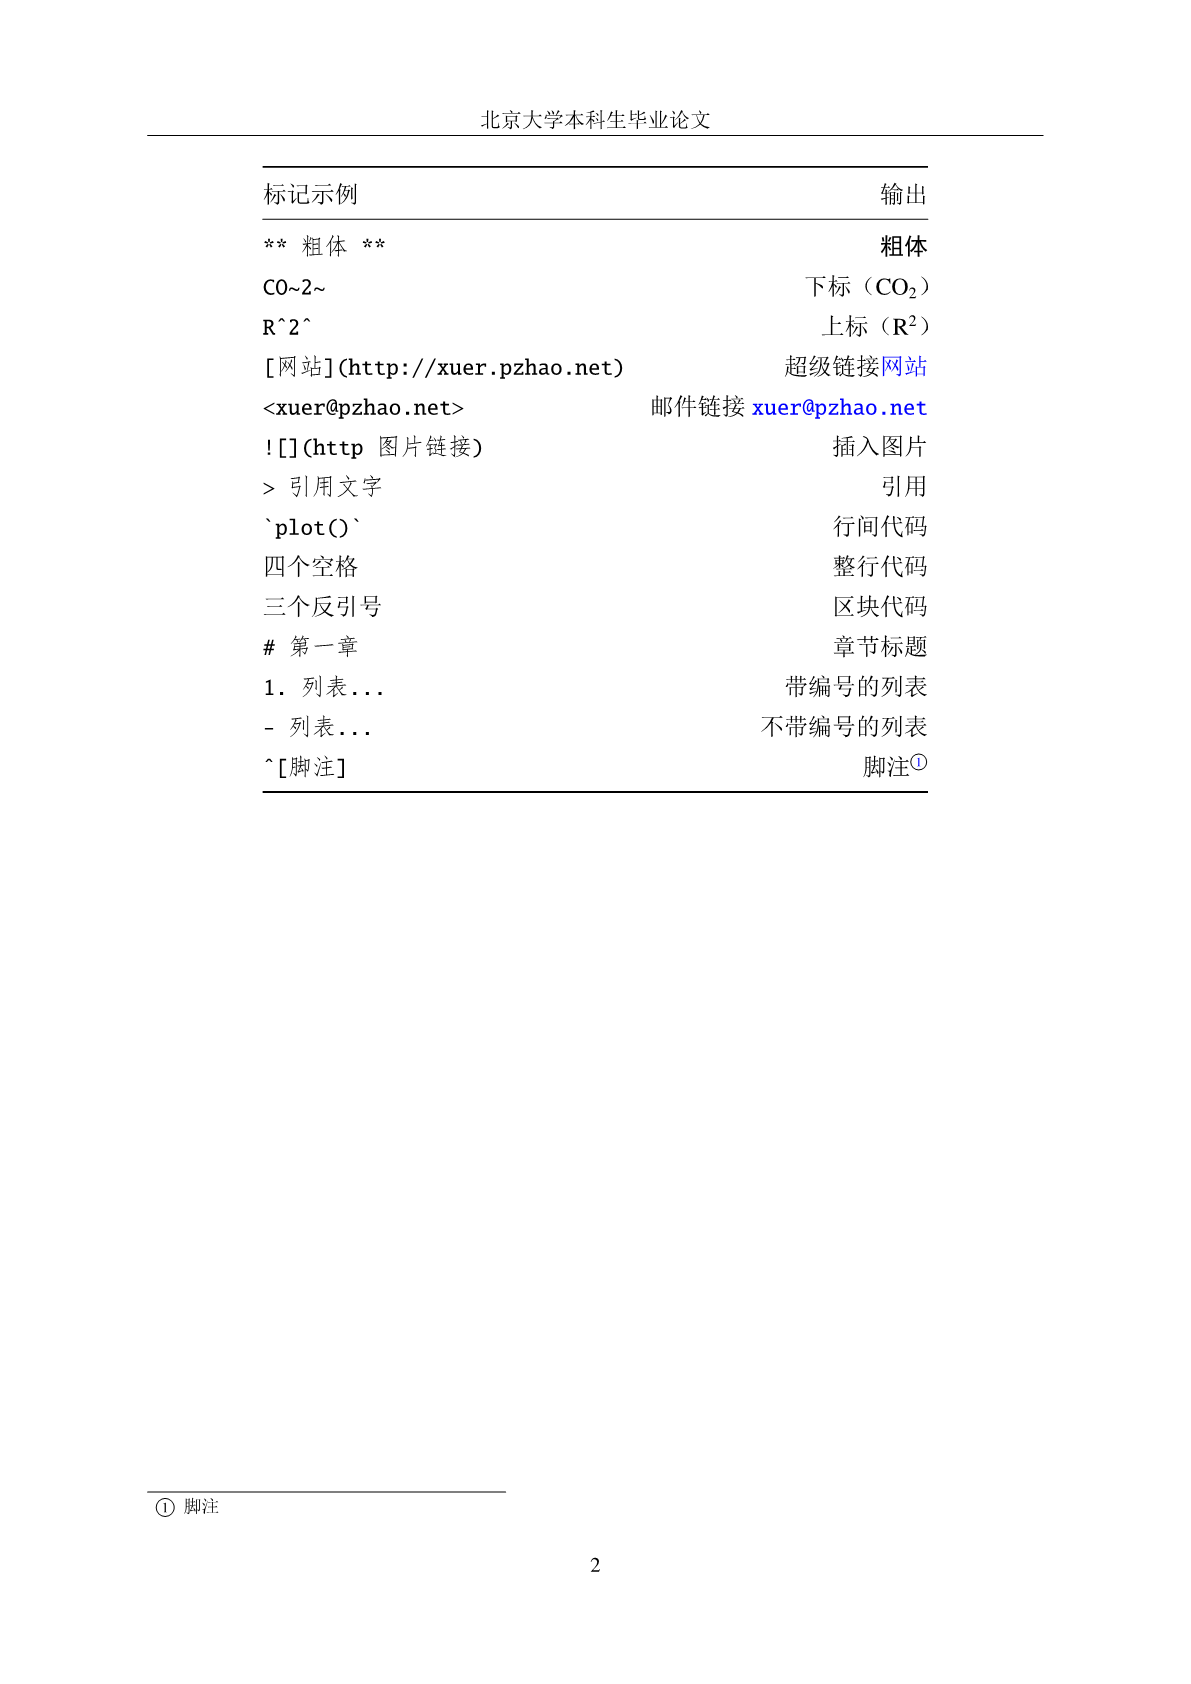 北京大学本科生毕业论文
标记示例 输出
** 粗体 ** 粗体
CO~2~ 下标（CO₂）
Rˆ2ˆ 上标（R²）
[网站](http://xuer.pzhao.net) 超级链接网站
<xuer@pzhao.net> 邮件链接 xuer@pzhao.net
![](http 图片链接) 插入图片
> 引用文字 引用
`plot()` 行间代码
四个空格 整行代码
三个反引号 区块代码
# 第一章 章节标题
1. 列表... 带编号的列表
- 列表... 不带编号的列表
ˆ[脚注] 脚注①
① 脚注
2